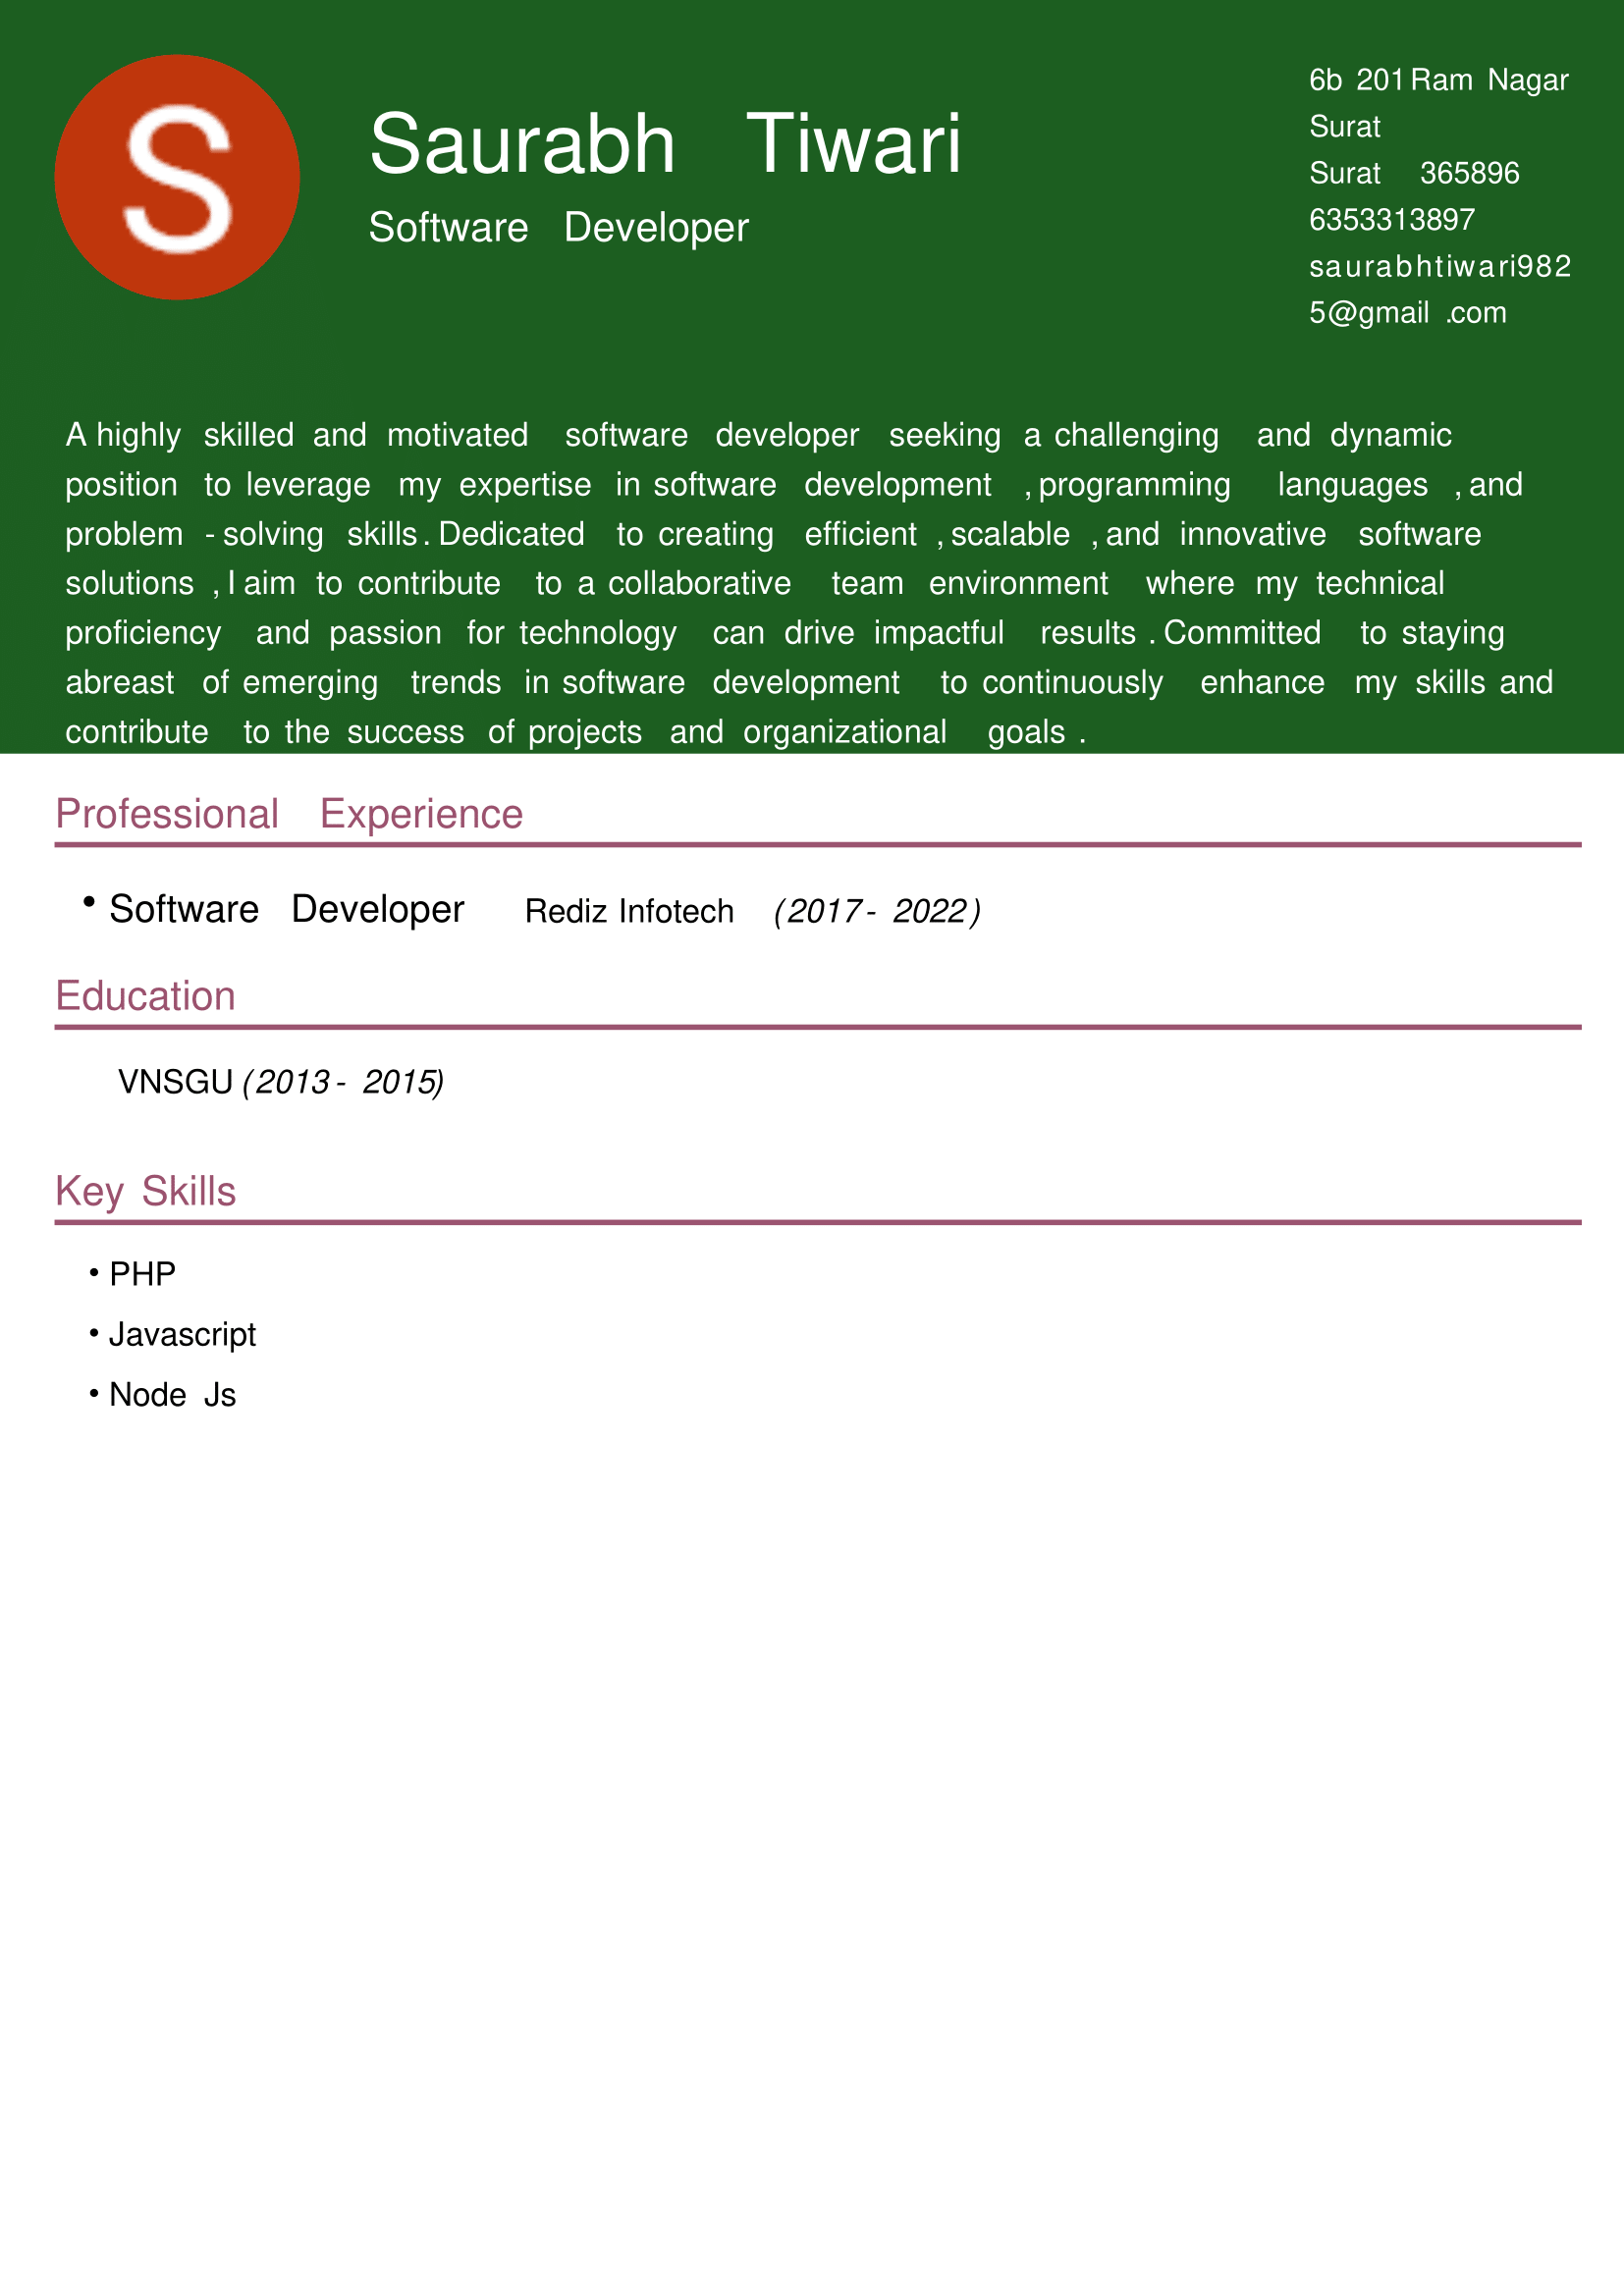 S
Saurabh Tiwari
Software Developer
6b 201 Ram Nagar
Surat
Surat 365896
6353313897
saurabhtiwari982
5@gmail .com
A highly skilled and motivated software developer seeking a challenging and dynamic
position to leverage my expertise in software development , programming languages , and
problem - solving skills . Dedicated to creating efficient , scalable , and innovative software
solutions , I aim to contribute to a collaborative team environment where my technical
proficiency and passion for technology can drive impactful results . Committed to staying
abreast of emerging trends in software development to continuously enhance my skills and
contribute to the success of projects and organizational goals .
Professional Experience
• Software Developer Rediz Infotech (2017 - 2022)
Education
VNSGU (2013 - 2015)
Key Skills
• PHP
• Javascript
• Node Js